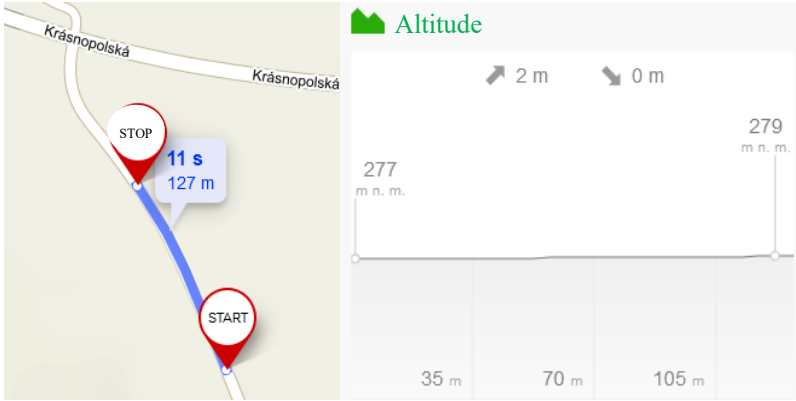 Krásnopolská
Krásnopolská
STOP
11 s
127 m
START
Altitude
2 m
0 m
279
m n. m.
277
m n. m.
35 m
70 m
105 m